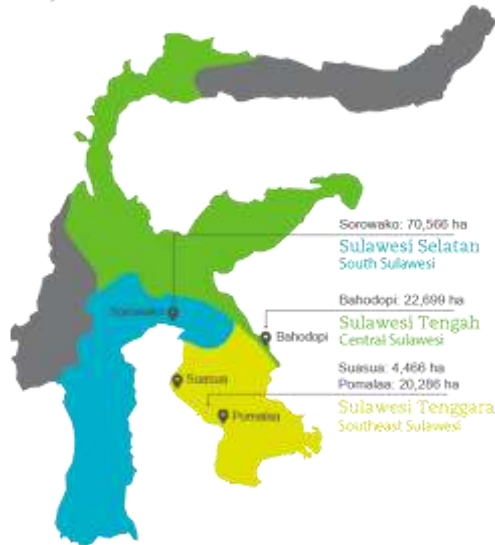 Sorowako: 70,566 ha
Sulawesi Selatan
South Sulawesi
Sorowako
Bahodopi: 22,699 ha
Bahodopi
Sulawesi Tengah
Central Sulawesi
Suasua: 4,466 ha
Suasua
Pomalaa: 20,286 ha
Pomalaa
Sulawesi Tenggara
Southeast Sulawesi